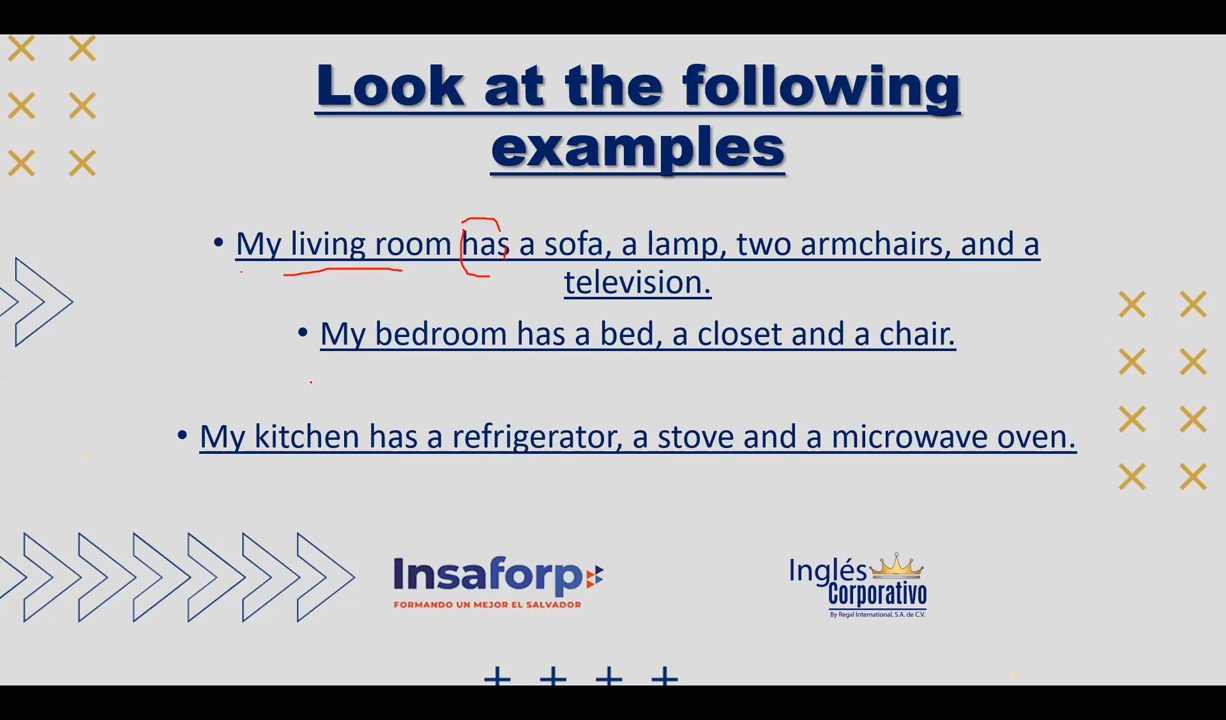 Look at the following
examples
• My living room has a sofa, a lamp, two armchairs, and a
television.
• My bedroom has a bed, a closet and a chair.
• My kitchen has a refrigerator, a stove and a microwave oven.
Insaforp
FORMANDO UN MEJOR EL SALVADOR
Inglés
Corporativo
By Regal International, S.A. de C.V.